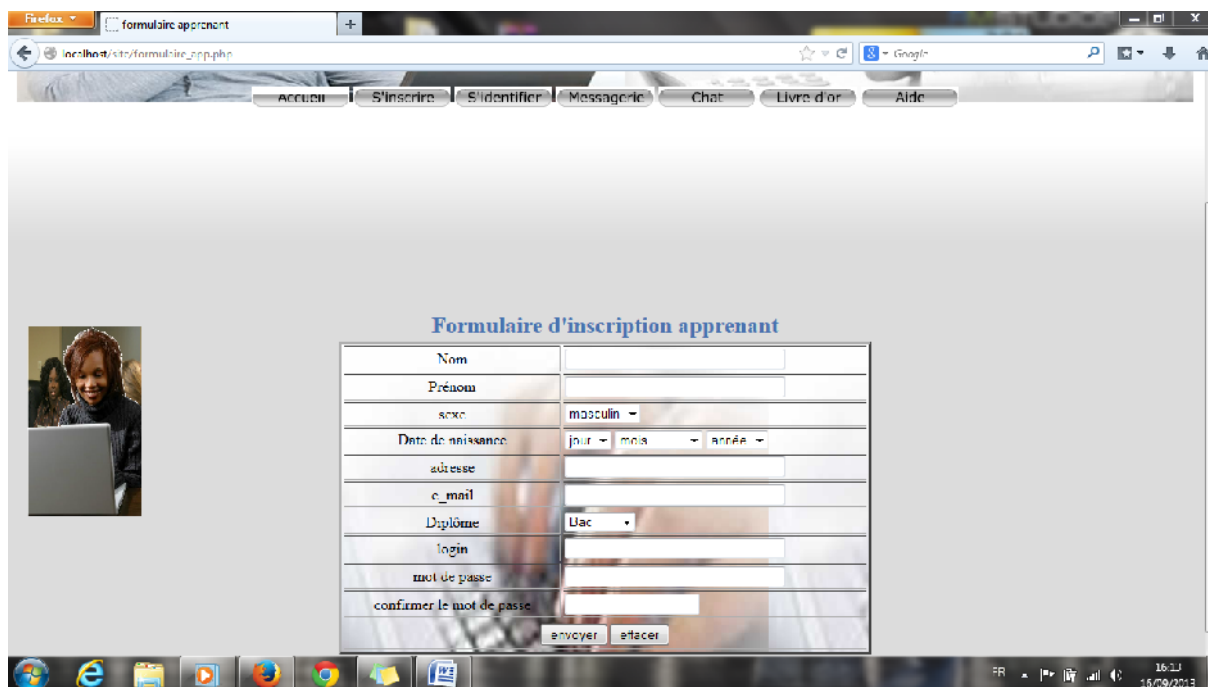 Firefox
formulaire apprenant
+
localhost/site/formulaire_app.php
Google
Accueil S'inscrire S'identifier Messagerie Chat Livre d'or Aide
Formulaire d'inscription apprenant
Nom
Prénom
sexe masculin
Date de naissance jour mois année
adresse
e_mail
Diplôme Bac
login
mot de passe
confirmer le mot de passe
envoyer effacer
FR
16:13
16/09/2013